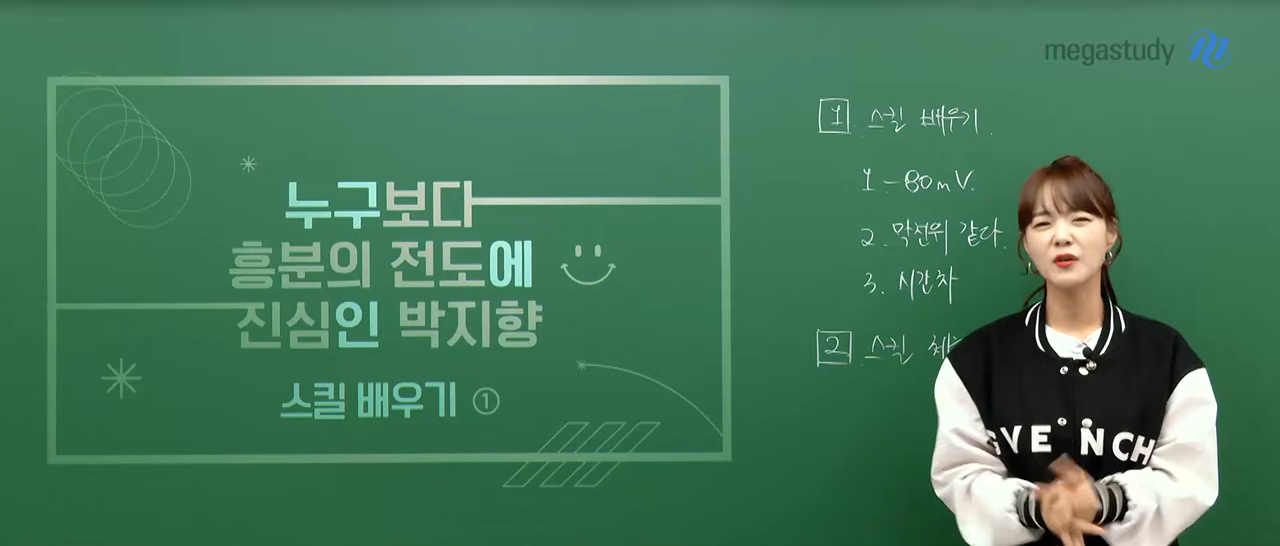 megastudy
누구보다
흥분의 전도에
진심인 박지향
스킬 배우기 ①
1 스킬 배우기.
1 -80mV.
2. 막전위 같다.
3. 시간차
2 스킬